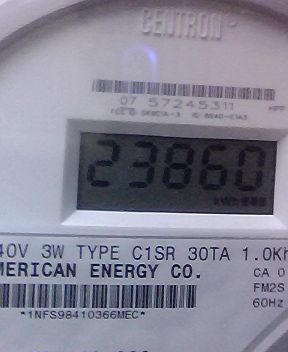 CENTRON®
07 57245311
23860
kWh
40V 3W TYPE C1SR 30TA 1.0Kh
MERICAN ENERGY CO.
CA 0
FM2S
60Hz
*1NFS98410366MEC*